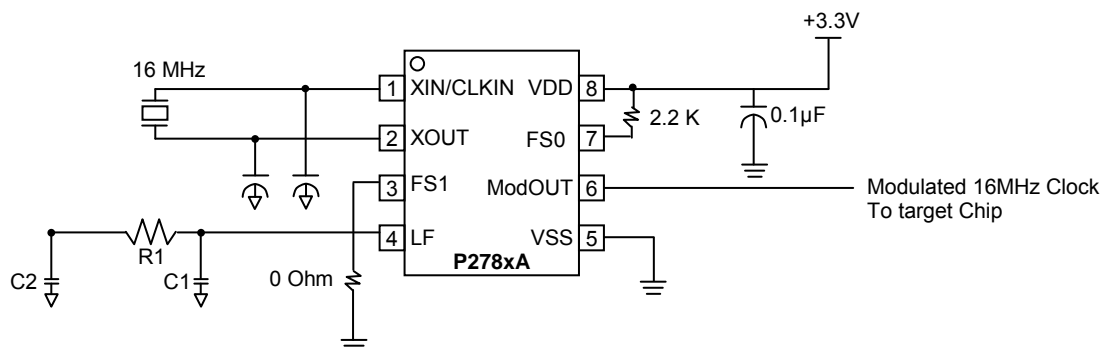 +3.3V
16 MHz
1 XIN/CLKIN VDD 8
2.2 K
0.1µF
2 XOUT FS0 7
3 FS1 ModOUT 6
Modulated 16MHz Clock
To target Chip
4 LF VSS 5
R1
P278xA
C2
C1
0 Ohm